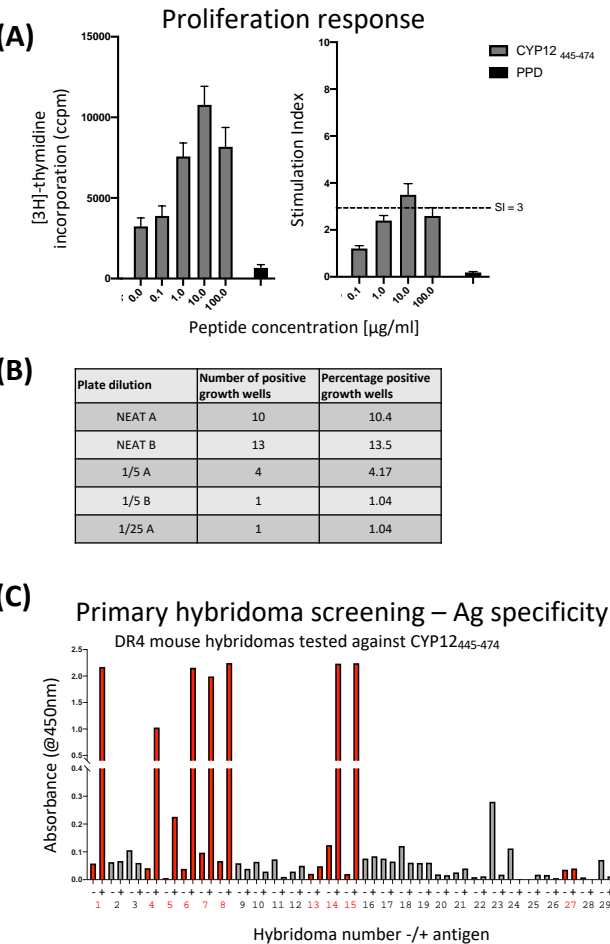 (A)
Proliferation response
[3H]-thymidine
incorporation (ccpm)
15000
10000
5000
0
0.0 0.1 1.0 10.0 100.0
Stimulation Index
10
8
6
4
2
0
0.1 1.0 10.0 100.0
SI = 3
CYP12 445-474
PPD
Peptide concentration [µg/ml]
(B)
Plate dilution Number of positive growth wells Percentage positive growth wells
NEAT A 10 10.4
NEAT B 13 13.5
1/5 A 4 4.17
1/5 B 1 1.04
1/25 A 1 1.04
(C)
Primary hybridoma screening – Ag specificity
DR4 mouse hybridomas tested against CYP12445-474
Absorbance (@450nm)
2.5
2.0
1.5
1.0
0.5
0.4
0.3
0.2
0.1
0.0
- + - + - + - + - + - + - + - + - + - + - + - + - + - + - + - + - + - + - + - + - + - + - + - + - + - + - + - + - +
1 2 3 4 5 6 7 8 9 10 11 12 13 14 15 16 17 18 19 20 21 22 23 24 25 26 27 28 29
Hybridoma number -/+ antigen